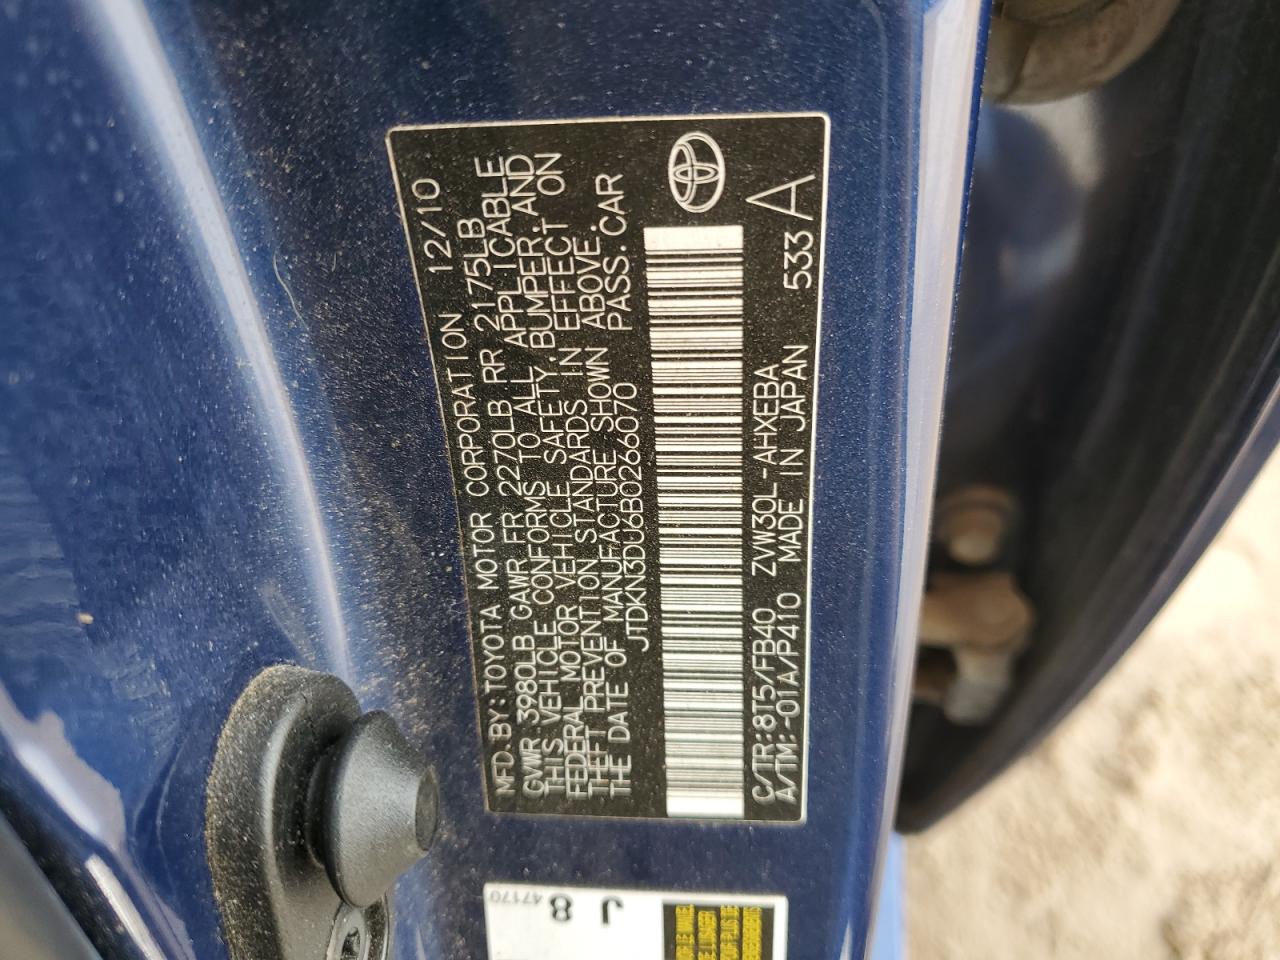 MFD.BY:TOYOTA MOTOR CORPORATION 12/10
GVWR 3980LB GAWR FR 2270LB RR 2175LB
THIS VEHICLE CONFORMS TO ALL APPLICABLE
FEDERAL MOTOR VEHICLE SAFETY,BUMPER,AND
THEFT PREVENTION STANDARDS IN EFFECT ON
THE DATE OF MANUFACTURE SHOWN ABOVE.
JTDKN3DU6B0266070 PASS.CAR
C/TR:8T5/FB40 ZVW30L-AHXEBA 533
A/TM:-01A/P410 MADE IN JAPAN A
J 8
47170